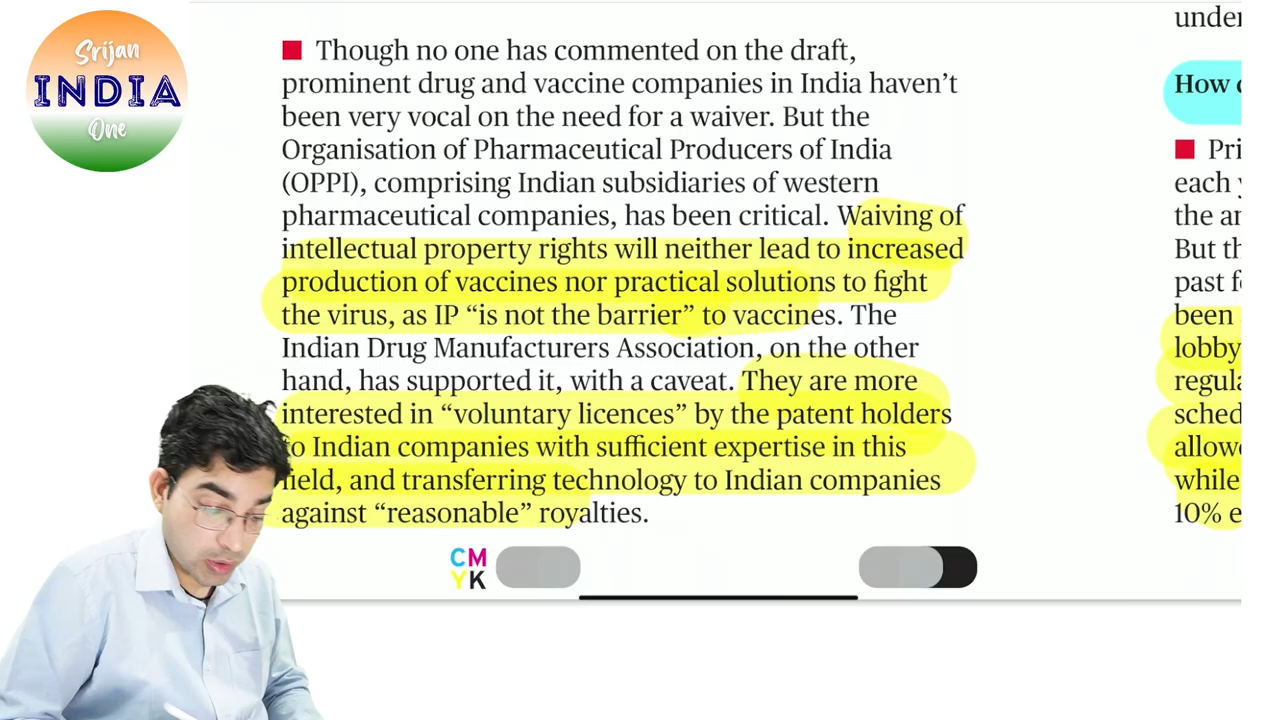 Srijan
INDIA
One
■ Though no one has commented on the draft,
prominent drug and vaccine companies in India haven’t
been very vocal on the need for a waiver. But the
Organisation of Pharmaceutical Producers of India
(OPPI), comprising Indian subsidiaries of western
pharmaceutical companies, has been critical. Waiving of
intellectual property rights will neither lead to increased
production of vaccines nor practical solutions to fight
the virus, as IP “is not the barrier” to vaccines. The
Indian Drug Manufacturers Association, on the other
hand, has supported it, with a caveat. They are more
interested in “voluntary licences” by the patent holders
to Indian companies with sufficient expertise in this
field, and transferring technology to Indian companies
against “reasonable” royalties.
CM
YK
under
How
■ Pri
each
the
But
past
been
lobby
regula
sched
allow
while
10%